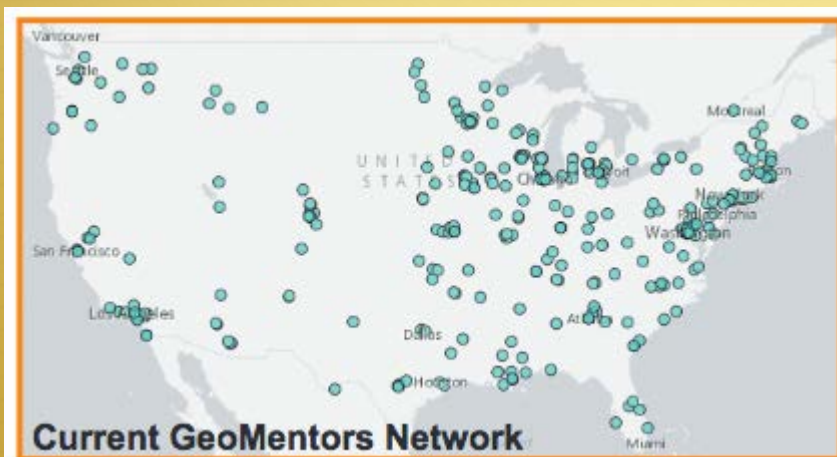 Vancouver
Seattle
Montreal
UNITED
STATES
Chicago
New York
Philadelphia
Washington
San Francisco
Los Angeles
Dallas
Houston
Miami
Current GeoMentors Network